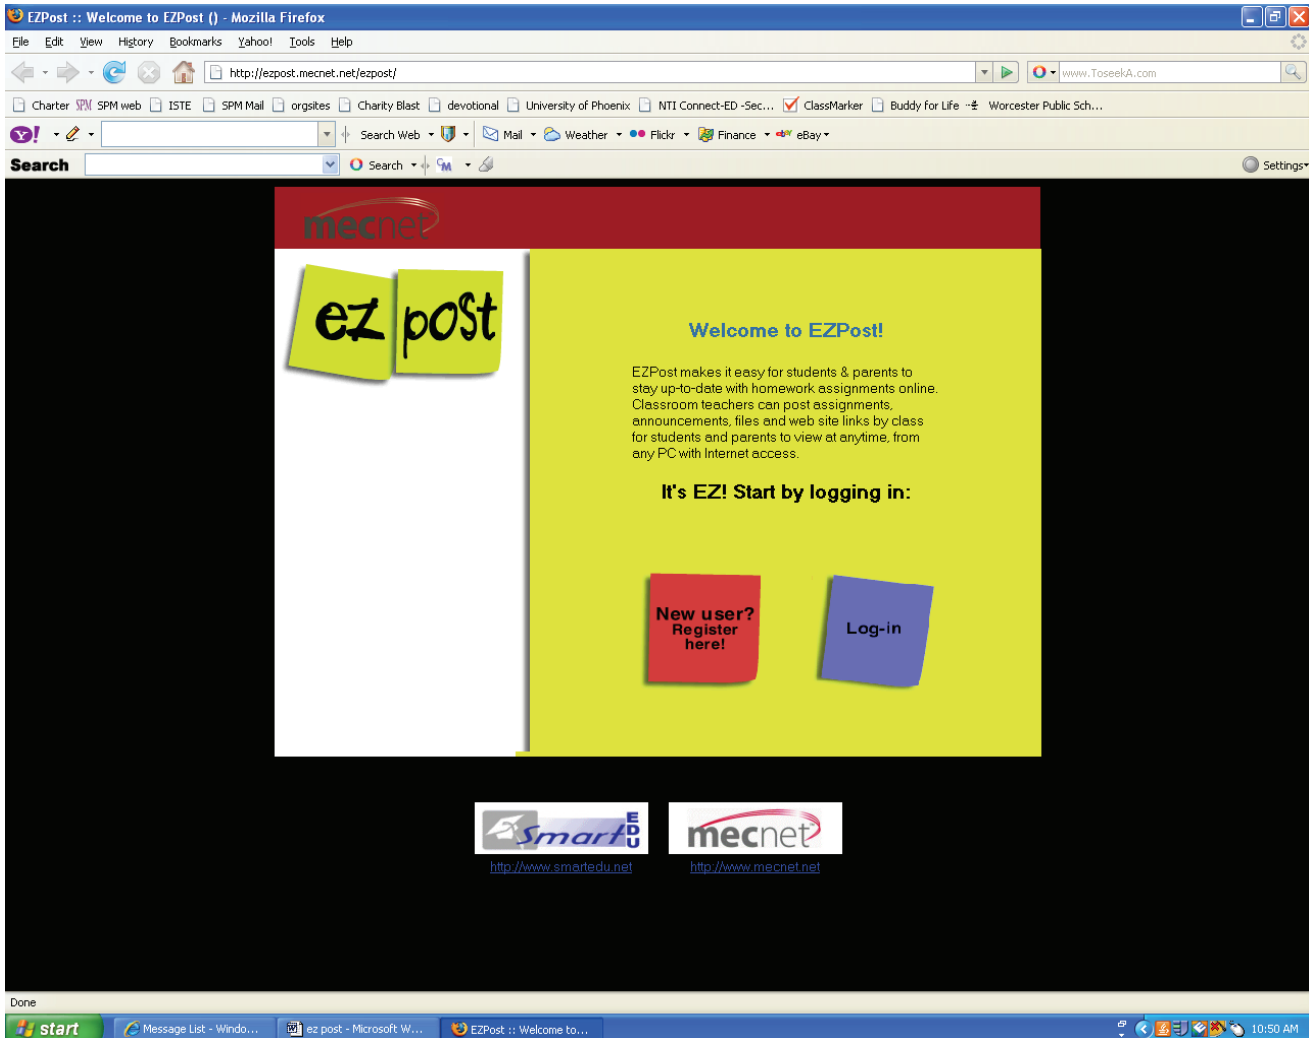 EZPost :: Welcome to EZPost () - Mozilla Firefox
File Edit View History Bookmarks Yahoo! Tools Help
http://ezpost.mecnet.net/ezpost/ www.ToseekA.com
Charter SPM SPM web ISTE SPM Mail orgsites Charity Blast devotional University of Phoenix NTI Connect-ED -Sec... ClassMarker Buddy for Life Worcester Public Sch...
Y! Search Web Mail Weather Flickr Finance eBay
Search Search CM Settings
mecnet
ez post
Welcome to EZPost!
EZPost makes it easy for students & parents to
stay up-to-date with homework assignments online.
Classroom teachers can post assignments,
announcements, files and web site links by class
for students and parents to view at anytime, from
any PC with Internet access.
It's EZ! Start by logging in:
New user?
Register
here!
Log-in
Smart EDU mecnet
http://www.smartedu.net http://www.mecnet.net
Done
start Message List - Windo... ez post - Microsoft W... EZPost :: Welcome to... 10:50 AM